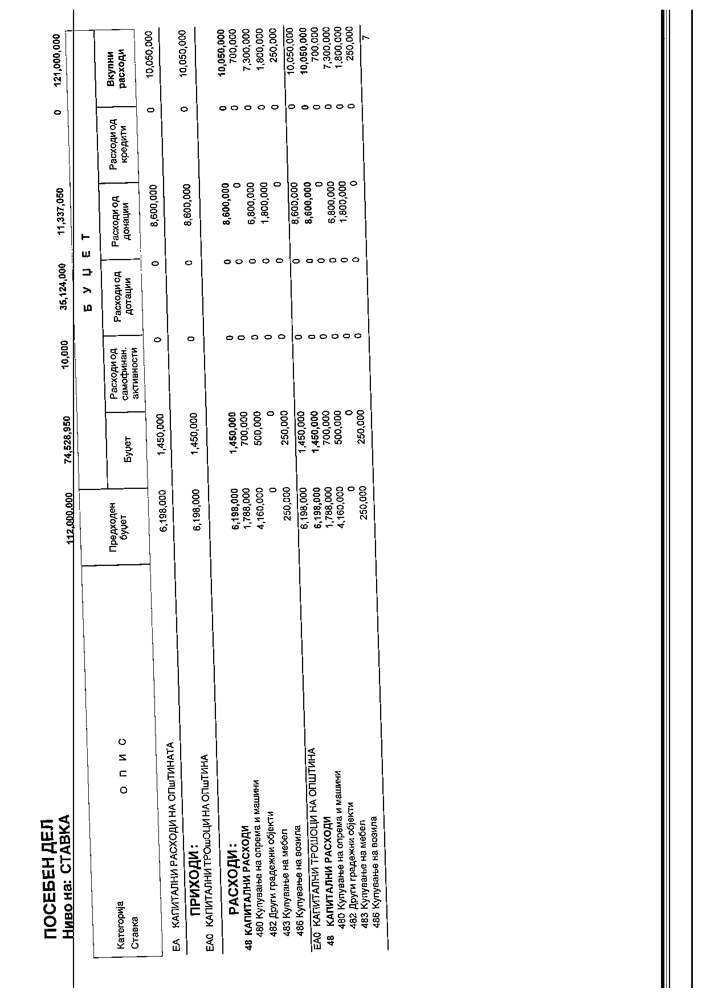 ПОСЕБЕН ДЕЛ
Ниво на: СТАВКА
112,000,000 74,528,950 10,000 35,124,000 11,337,050 0 121,000,000
Б У Џ Е Т
Категорија
Ставка
О П И С
Предходен
буџет
Буџет
Расходи од
самофинан.
активности
Расходи од
дотации
Расходи од
донации
Расходи од
кредити
Вкупни
расходи
ЕА КАПИТАЛНИ РАСХОДИ НА ОПШТИНАТА 6,198,000 1,450,000 0 0 8,600,000 0 10,050,000
ПРИХОДИ :
ЕА0 КАПИТАЛНИ ТРОШОЦИ НА ОПШТИНА 6,198,000 1,450,000 0 0 8,600,000 0 10,050,000
РАСХОДИ :
48 КАПИТАЛНИ РАСХОДИ 6,198,000 1,450,000 0 0 8,600,000 0 10,050,000
480 Купување на опрема и машини 1,788,000 700,000 0 0 0 0 700,000
482 Други градежни објекти 4,160,000 500,000 0 0 6,800,000 0 7,300,000
483 Купување на мебел 0 0 0 0 1,800,000 0 1,800,000
486 Купување на возила 250,000 250,000 0 0 0 0 250,000
ЕА0 КАПИТАЛНИ ТРОШОЦИ НА ОПШТИНА 6,198,000 1,450,000 0 0 8,600,000 0 10,050,000
48 КАПИТАЛНИ РАСХОДИ 6,198,000 1,450,000 0 0 8,600,000 0 10,050,000
480 Купување на опрема и машини 1,788,000 700,000 0 0 0 0 700,000
482 Други градежни објекти 4,160,000 500,000 0 0 6,800,000 0 7,300,000
483 Купување на мебел 0 0 0 0 1,800,000 0 1,800,000
486 Купување на возила 250,000 250,000 0 0 0 0 250,000
7